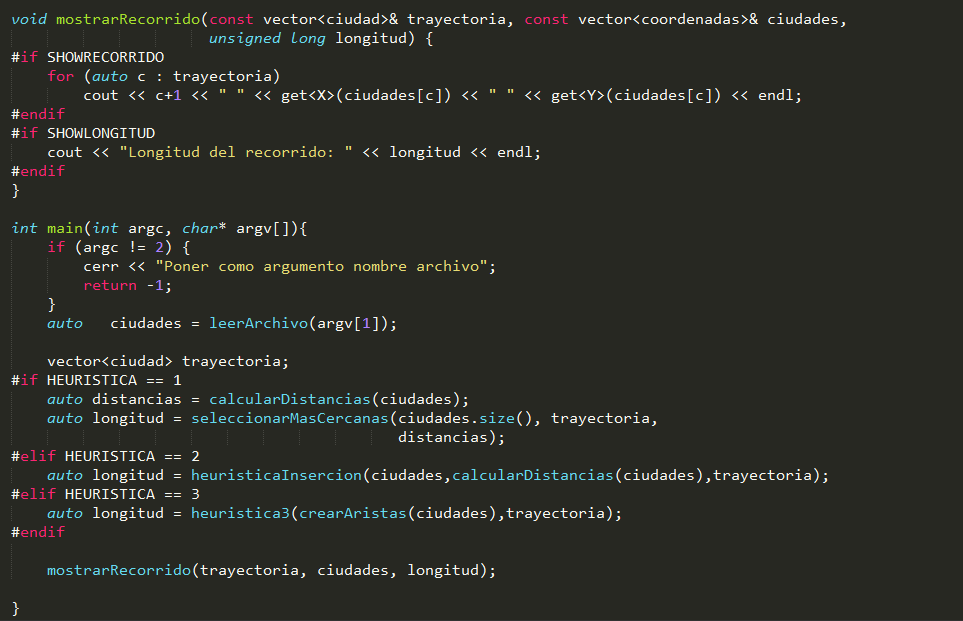 void mostrarRecorrido(const vector<ciudad>& trayectoria, const vector<coordenadas>& ciudades,
                      unsigned long longitud) {
#if SHOWRECORRIDO
    for (auto c : trayectoria)
        cout << c+1 << " " << get<X>(ciudades[c]) << " " << get<Y>(ciudades[c]) << endl;
#endif
#if SHOWLONGITUD
    cout << "Longitud del recorrido: " << longitud << endl;
#endif
}

int main(int argc, char* argv[]){
    if (argc != 2) {
        cerr << "Poner como argumento nombre archivo";
        return -1;
    }
    auto   ciudades = leerArchivo(argv[1]);

    vector<ciudad> trayectoria;
#if HEURISTICA == 1
    auto distancias = calcularDistancias(ciudades);
    auto longitud = seleccionarMasCercanas(ciudades.size(), trayectoria,
                                           distancias);
#elif HEURISTICA == 2
    auto longitud = heuristicaInsercion(ciudades,calcularDistancias(ciudades),trayectoria);
#elif HEURISTICA == 3
    auto longitud = heuristica3(crearAristas(ciudades),trayectoria);
#endif

    mostrarRecorrido(trayectoria, ciudades, longitud);

}